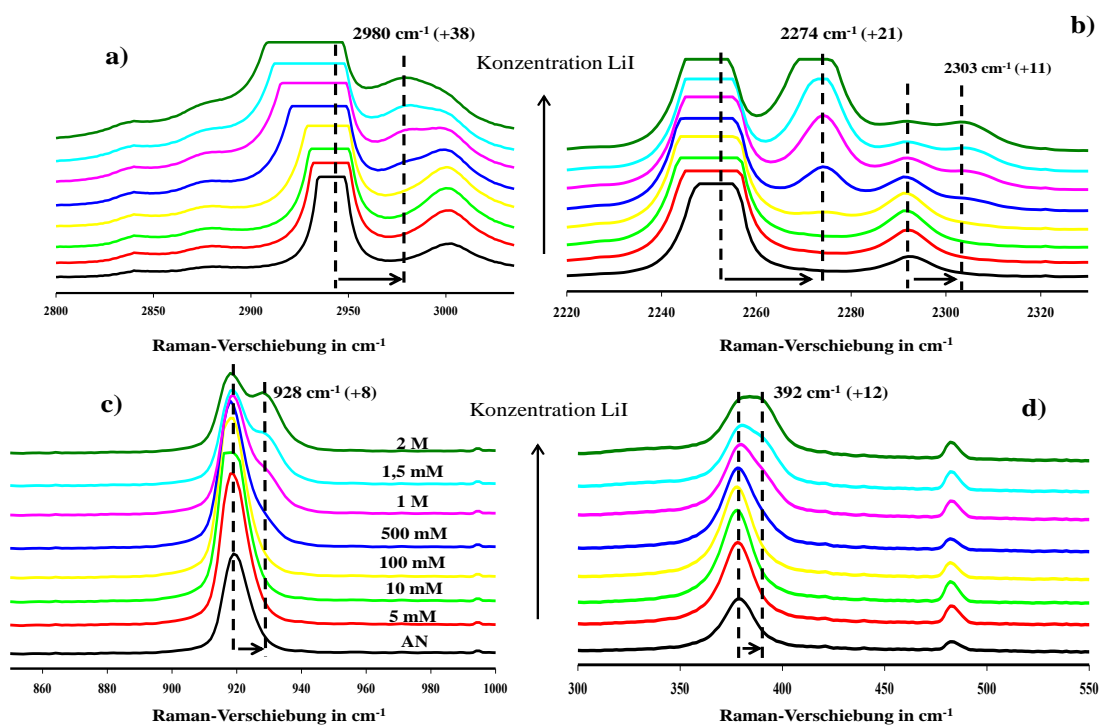 a)
2980 cm⁻¹ (+38)
Konzentration LiI
2274 cm⁻¹ (+21)
b)
2303 cm⁻¹ (+11)
2800 2850 2900 2950 3000
Raman-Verschiebung in cm⁻¹
2220 2240 2260 2280 2300 2320
Raman-Verschiebung in cm⁻¹
c)
928 cm⁻¹ (+8)
Konzentration LiI
392 cm⁻¹ (+12)
d)
2 M
1,5 mM
1 M
500 mM
100 mM
10 mM
5 mM
AN
860 880 900 920 940 960 980 1000
Raman-Verschiebung in cm⁻¹
300 350 400 450 500 550
Raman-Verschiebung in cm⁻¹